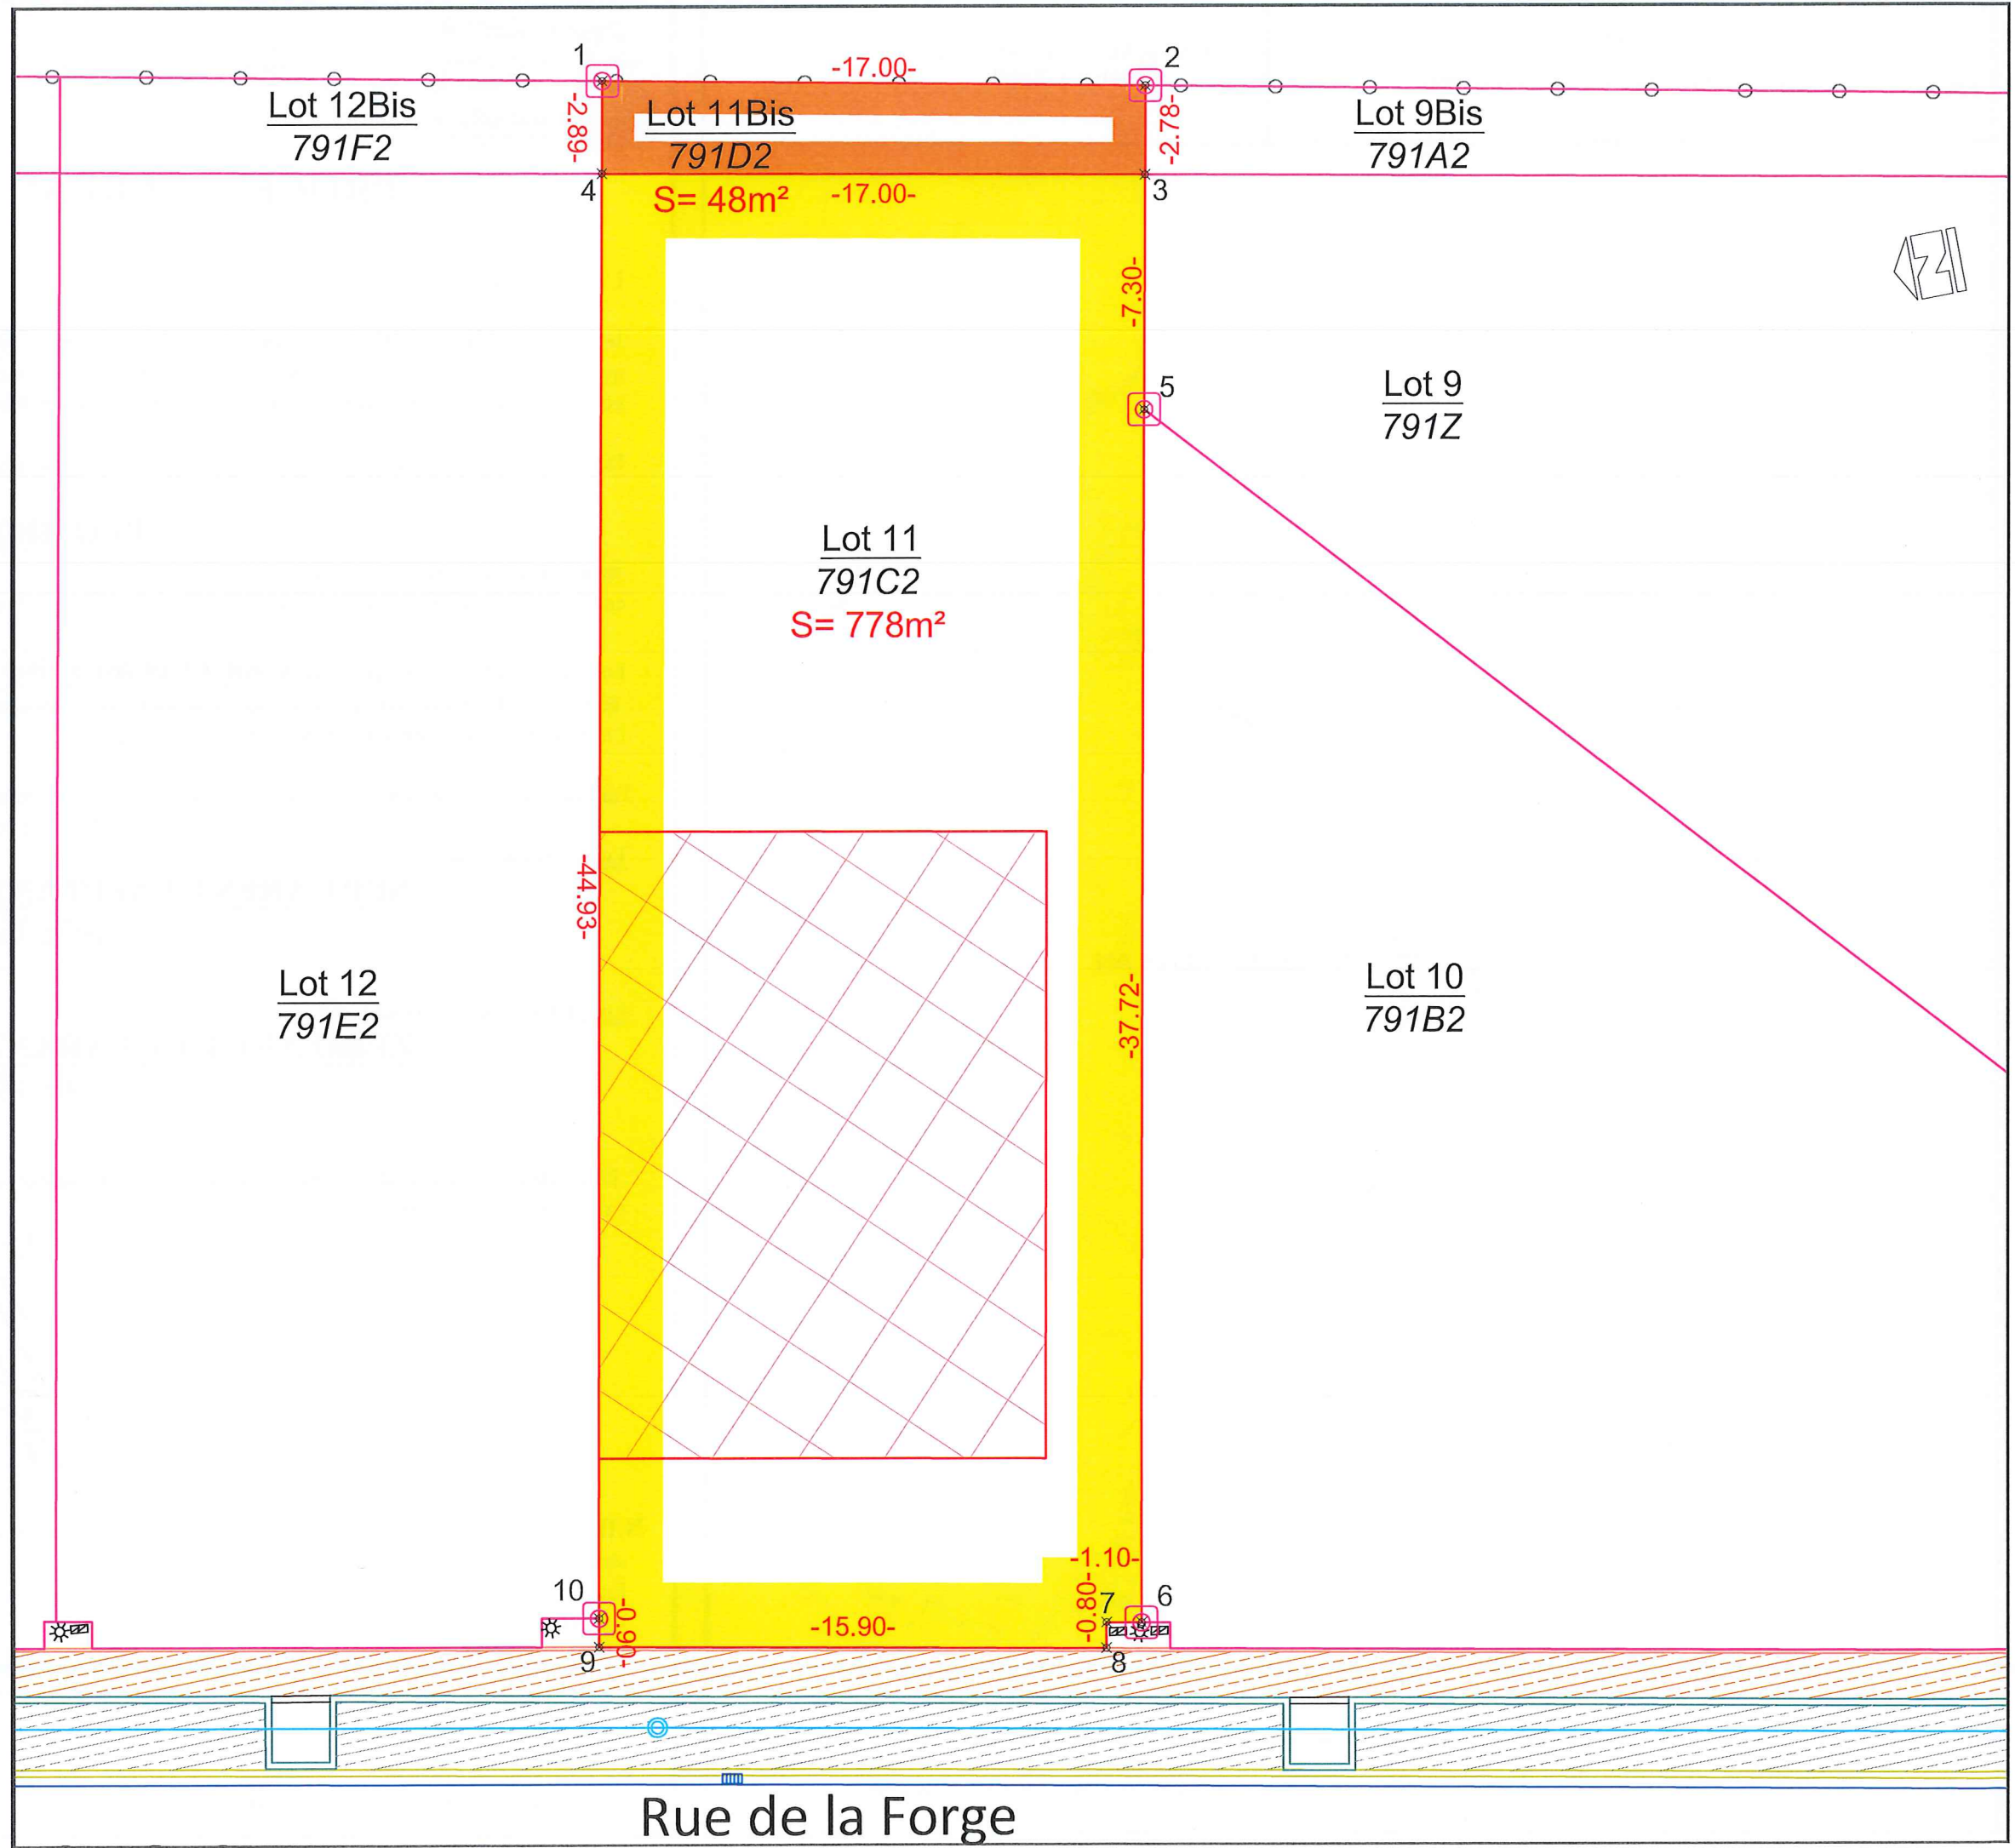 1
-17.00-
2
Lot 12Bis
791F2
-2.89-
Lot 11Bis
791D2
-2.78-
Lot 9Bis
791A2
4
S= 48m²
-17.00-
3
N
-7.30-
5
Lot 9
791Z
Lot 11
791C2
S= 778m²
-44.93-
Lot 12
791E2
-37.72-
Lot 10
791B2
-1.10-
10
-0.90-
-15.90-
-0.80-
7
6
9
8
Rue de la Forge